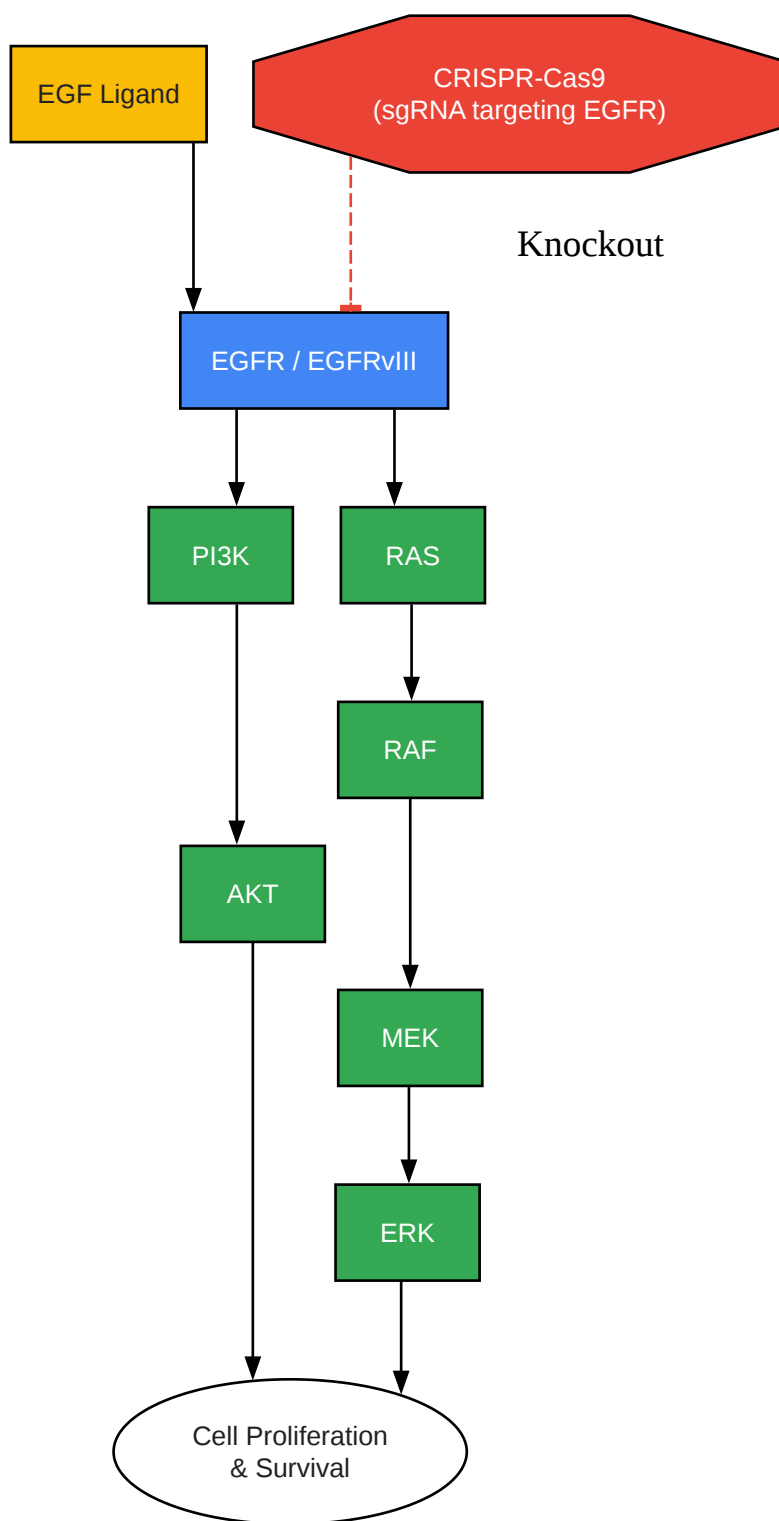 EGF Ligand
CRISPR-Cas9
(sgRNA targeting EGFR)
Knockout
EGFR / EGFRvIII
PI3K
RAS
RAF
AKT
MEK
ERK
Cell Proliferation
& Survival